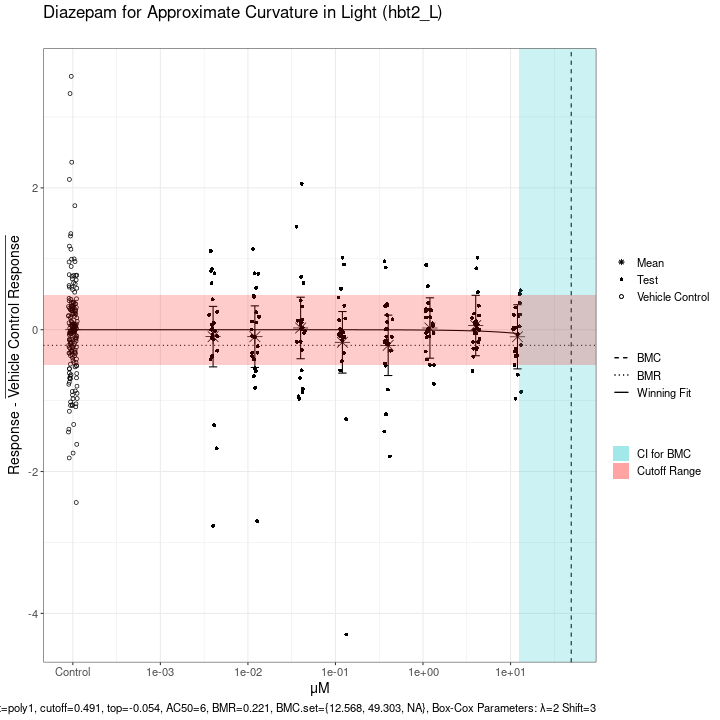 Diazepam for Approximate Curvature in Light (hbt2_L)
Response - Vehicle Control Response
2
0
-2
-4
Control
1e-03
1e-02
1e-01
1e+00
1e+01
μM
Mean
Test
Vehicle Control
BMC
BMR
Winning Fit
CI for BMC
Cutoff Range
=poly1, cutoff=0.491, top=-0.054, AC50=6, BMR=0.221, BMC.set={12.568, 49.303, NA}, Box-Cox Parameters: λ=2 Shift=3